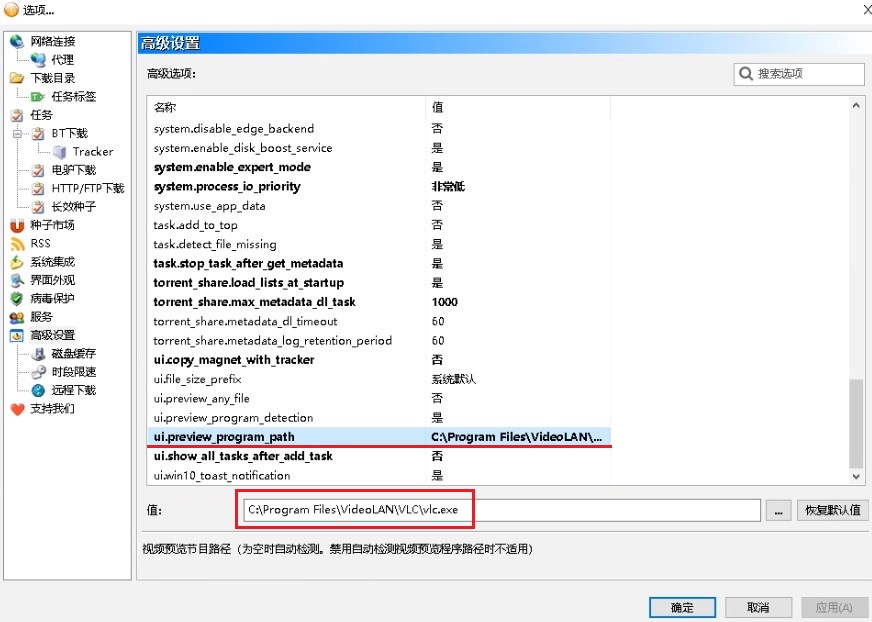 选项...
网络连接
代理
下载目录
任务标签
任务
BT下载
Tracker
电驴下载
HTTP/FTP下载
长效种子
种子市场
RSS
系统集成
界面外观
病毒保护
服务
高级设置
磁盘缓存
时段限速
远程下载
支持我们
高级设置
高级选项:
搜索选项
名称 值
system.disable_edge_backend 否
system.enable_disk_boost_service 是
system.enable_expert_mode 是
system.process_io_priority 非常低
system.use_app_data 否
task.add_to_top 否
task.detect_file_missing 是
task.stop_task_after_get_metadata 是
torrent_share.load_lists_at_startup 是
torrent_share.max_metadata_dl_task 1000
torrent_share.metadata_dl_timeout 60
torrent_share.metadata_log_retention_period 60
ui.copy_magnet_with_tracker 否
ui.file_size_prefix 系统默认
ui.preview_any_file 否
ui.preview_program_detection 是
ui.preview_program_path C:\Program Files\VideoLAN\...
ui.show_all_tasks_after_add_task 否
ui.win10_toast_notification 是
值: C:\Program Files\VideoLAN\VLC\vlc.exe ... 恢复默认值
视频预览节目路径（为空时自动检测。禁用自动检测视频预览程序路径时不适用）
确定 取消 应用(A)